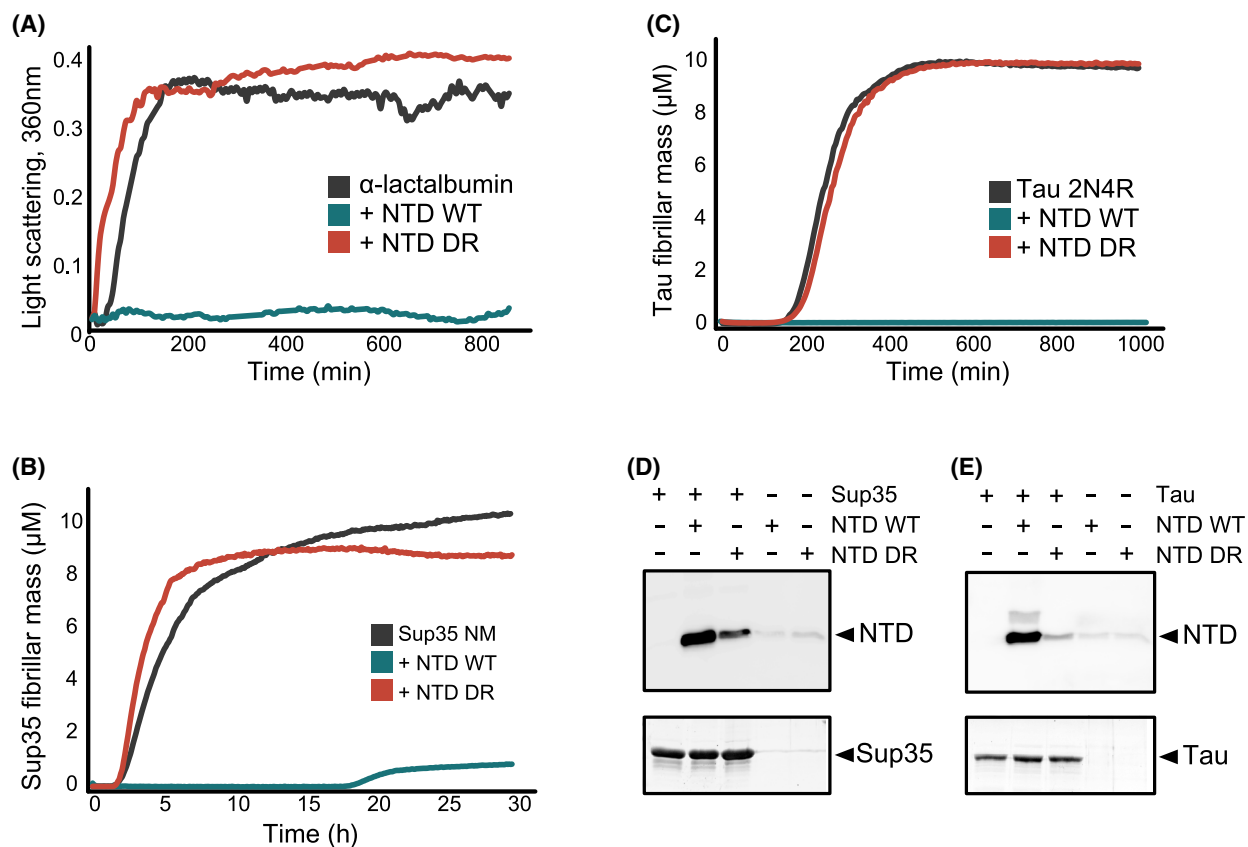 (A)
Light scattering, 360nm
0.4
0.3
0.2
0.1
0
α-lactalbumin
+ NTD WT
+ NTD DR
0 200 400 600 800
Time (min)
(C)
Tau fibrillar mass (µM)
10
8
6
4
2
0
Tau 2N4R
+ NTD WT
+ NTD DR
0 200 400 600 800 1000
Time (min)
(B)
Sup35 fibrillar mass (µM)
10
8
6
4
2
0
Sup35 NM
+ NTD WT
+ NTD DR
0 5 10 15 20 25 30
Time (h)
(D)
+ + + – – Sup35
– + – + – NTD WT
– – + – + NTD DR
NTD
Sup35
(E)
+ + + – – Tau
– + – + – NTD WT
– – + – + NTD DR
NTD
Tau